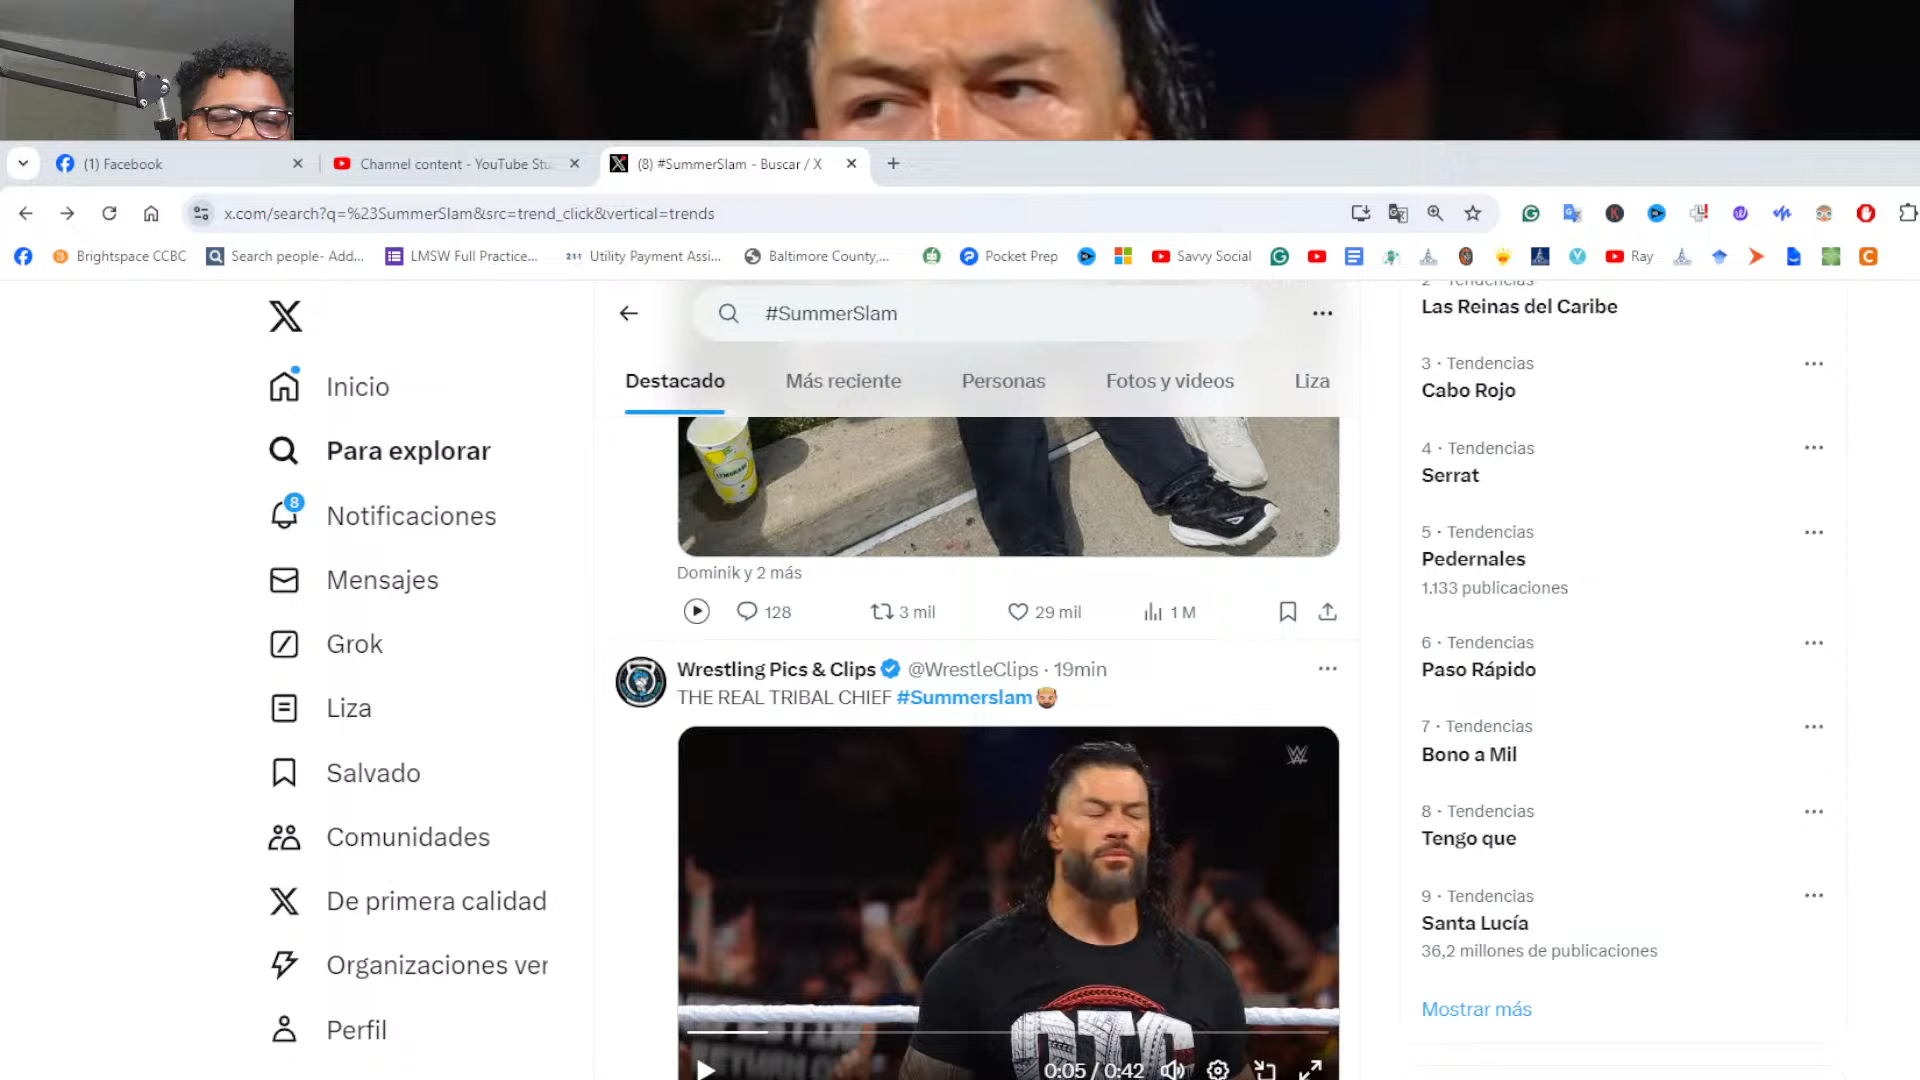 (1) Facebook
Channel content - YouTube Stu
(8) #SummerSlam - Buscar / X
x.com/search?q=%23SummerSlam&src=trend_click&vertical=trends
Brightspace CCBC
Search people- Add...
LMSW Full Practice...
211
Utility Payment Assi...
Baltimore County,...
Pocket Prep
Savvy Social
Ray
#SummerSlam
Destacado
Más reciente
Personas
Fotos y videos
Liza
Inicio
Para explorar
8
Notificaciones
Mensajes
Grok
Liza
Salvado
Comunidades
De primera calidad
Organizaciones ver
Perfil
LEMONADE
Dominik y 2 más
128
3 mil
29 mil
1 M
Wrestling Pics & Clips @WrestleClips · 19min
THE REAL TRIBAL CHIEF #Summerslam
W
OTC
0:05 / 0:42
2 · Tendencias
Las Reinas del Caribe
3 · Tendencias
Cabo Rojo
4 · Tendencias
Serrat
5 · Tendencias
Pedernales
1.133 publicaciones
6 · Tendencias
Paso Rápido
7 · Tendencias
Bono a Mil
8 · Tendencias
Tengo que
9 · Tendencias
Santa Lucía
36,2 millones de publicaciones
Mostrar más